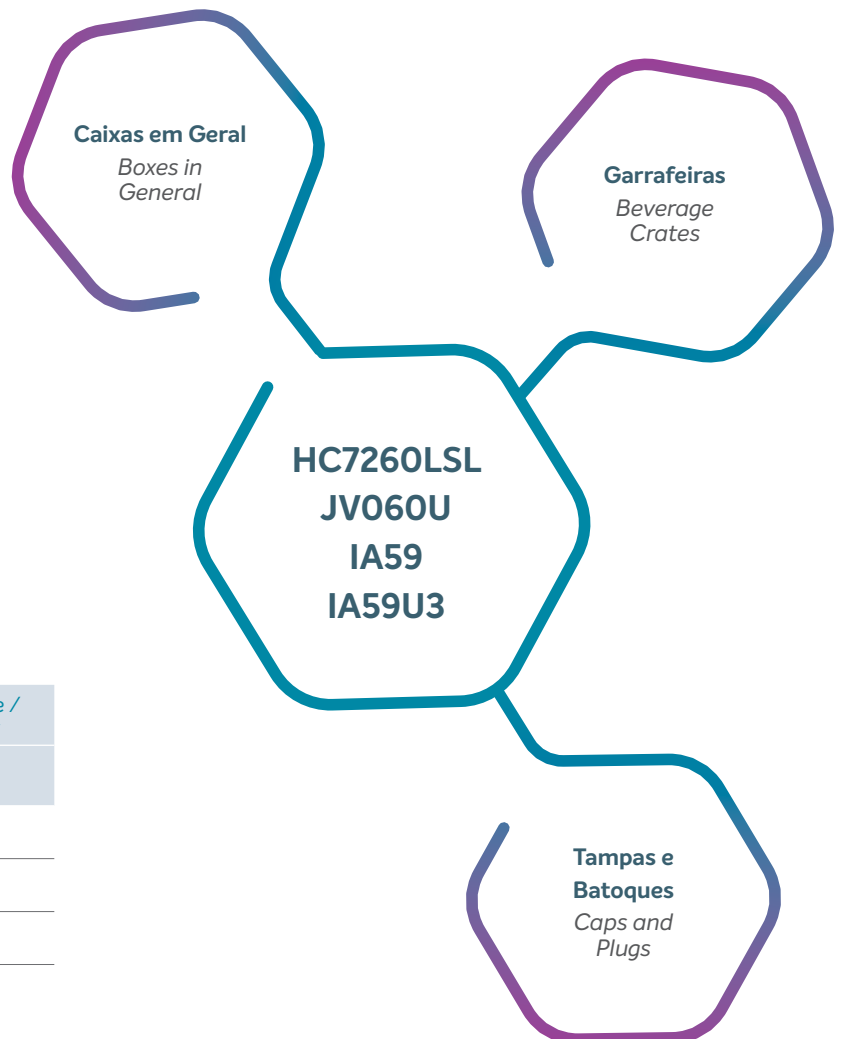 Caixas em Geral
Boxes in
General
Garrafeiras
Beverage
Crates
HC7260LSL
JV060U
IA59
IA59U3
/
Tampas e
Batoques
Caps and
Plugs